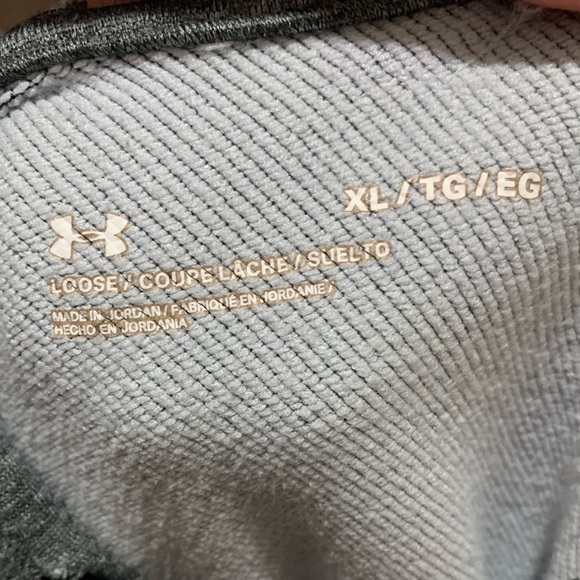 XL / TG / EG
LOOSE / COUPE LÂCHE / SUELTO
MADE IN JORDAN / FABRIQUÉ EN JORDANIE /
HECHO EN JORDANIA